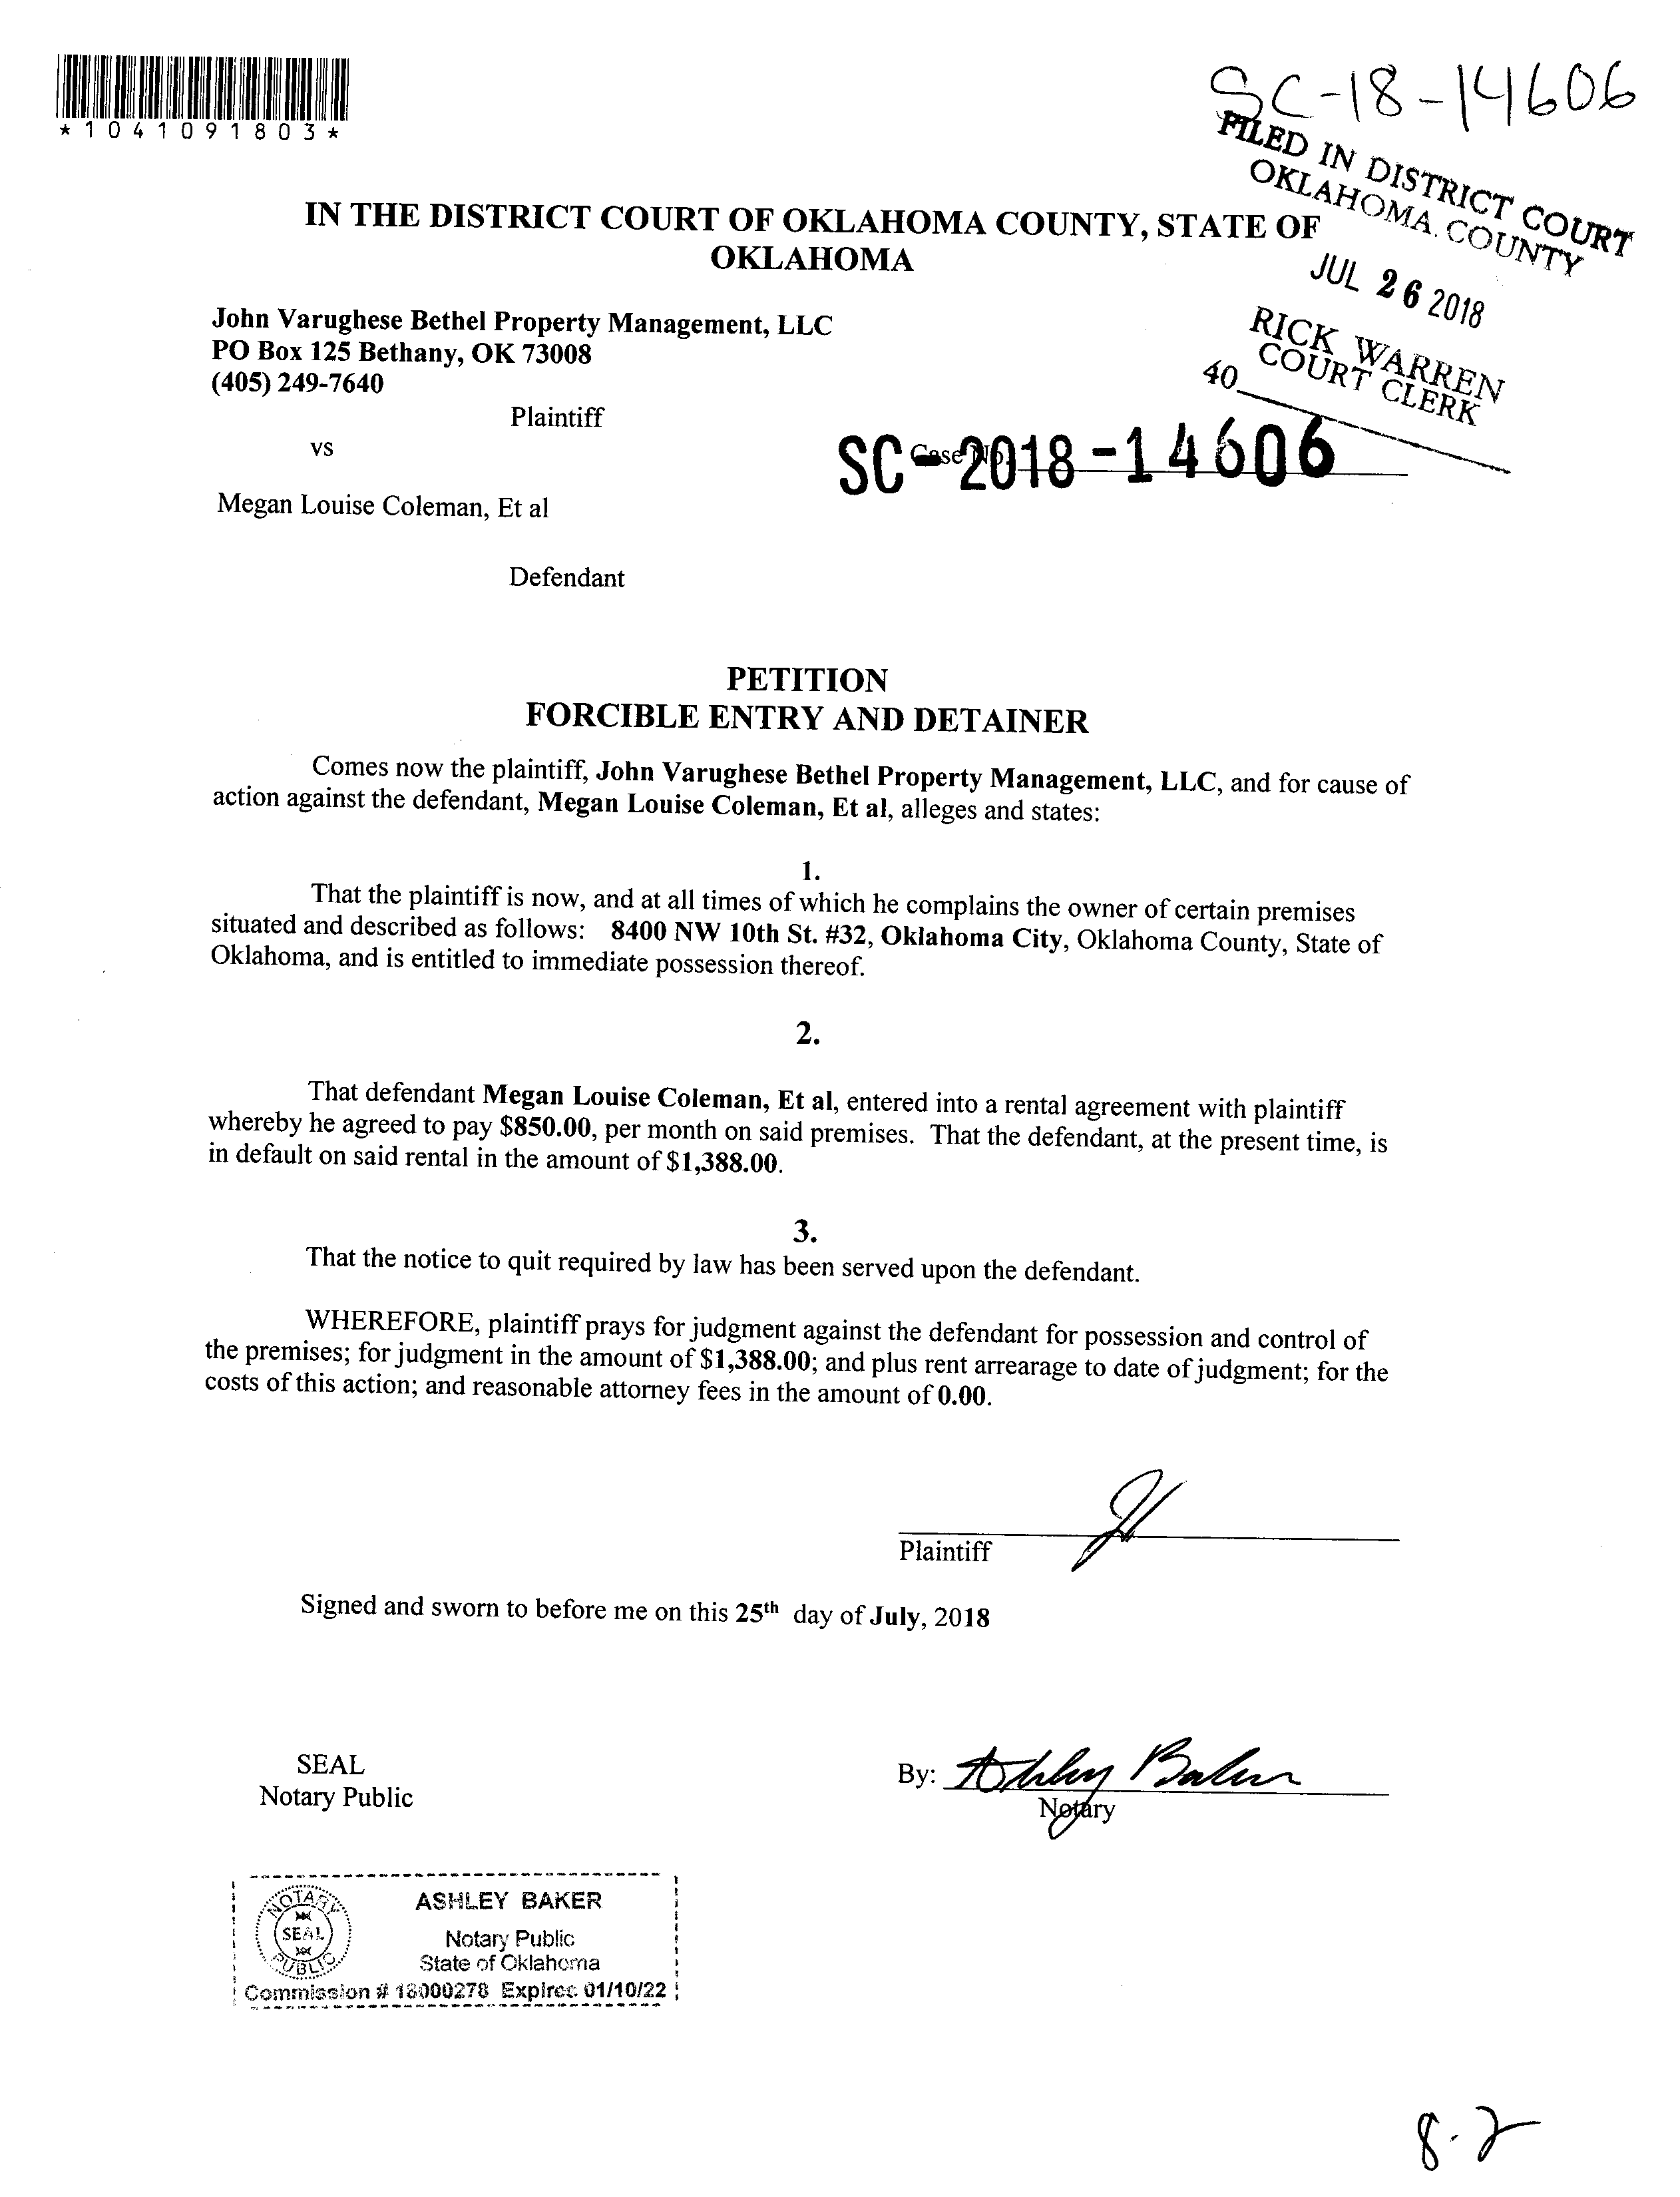 *1041091803*
SC-18-14606
FILED IN DISTRICT COURT
OKLAHOMA COUNTY
JUL 26 2018
RICK WARREN
COURT CLERK
40
IN THE DISTRICT COURT OF OKLAHOMA COUNTY, STATE OF
OKLAHOMA
John Varughese Bethel Property Management, LLC
PO Box 125 Bethany, OK 73008
(405) 249-7640
Plaintiff
vs
Case No.
SC-2018-14606
Megan Louise Coleman, Et al
Defendant
PETITION
FORCIBLE ENTRY AND DETAINER
Comes now the plaintiff, John Varughese Bethel Property Management, LLC, and for cause of
action against the defendant, Megan Louise Coleman, Et al, alleges and states:
1.
That the plaintiff is now, and at all times of which he complains the owner of certain premises
situated and described as follows: 8400 NW 10th St. #32, Oklahoma City, Oklahoma County, State of
Oklahoma, and is entitled to immediate possession thereof.
2.
That defendant Megan Louise Coleman, Et al, entered into a rental agreement with plaintiff
whereby he agreed to pay $850.00, per month on said premises. That the defendant, at the present time, is
in default on said rental in the amount of $1,388.00.
3.
That the notice to quit required by law has been served upon the defendant.
WHEREFORE, plaintiff prays for judgment against the defendant for possession and control of
the premises; for judgment in the amount of $1,388.00; and plus rent arrearage to date of judgment; for the
costs of this action; and reasonable attorney fees in the amount of 0.00.
Plaintiff
Signed and sworn to before me on this 25th day of July, 2018
SEAL
Notary Public
By: Ashley Baker
Notary
NOTARY
SEAL
PUBLIC
ASHLEY BAKER
Notary Public
State of Oklahoma
Commission # 18000278 Expires 01/10/22
8-2